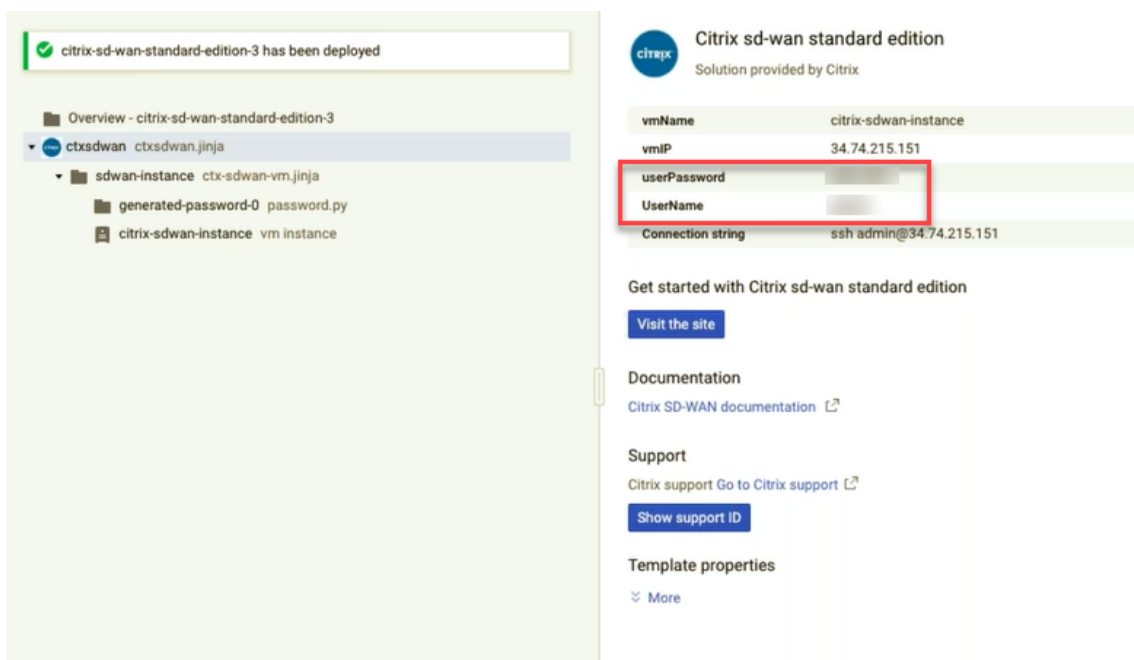 citrix-sd-wan-standard-edition-3 has been deployed
Overview - citrix-sd-wan-standard-edition-3
ctxsdwan ctxsdwan.jinja
sdwan-instance ctx-sdwan-vm.jinja
generated-password-0 password.py
citrix-sdwan-instance vm instance
CİTRIX
Citrix sd-wan standard edition
Solution provided by Citrix
vmName citrix-sdwan-instance
vmIP 34.74.215.151
userPassword
UserName
Connection string ssh admin@34.74.215.151
Get started with Citrix sd-wan standard edition
Visit the site
Documentation
Citrix SD-WAN documentation
Support
Citrix support Go to Citrix support
Show support ID
Template properties
More